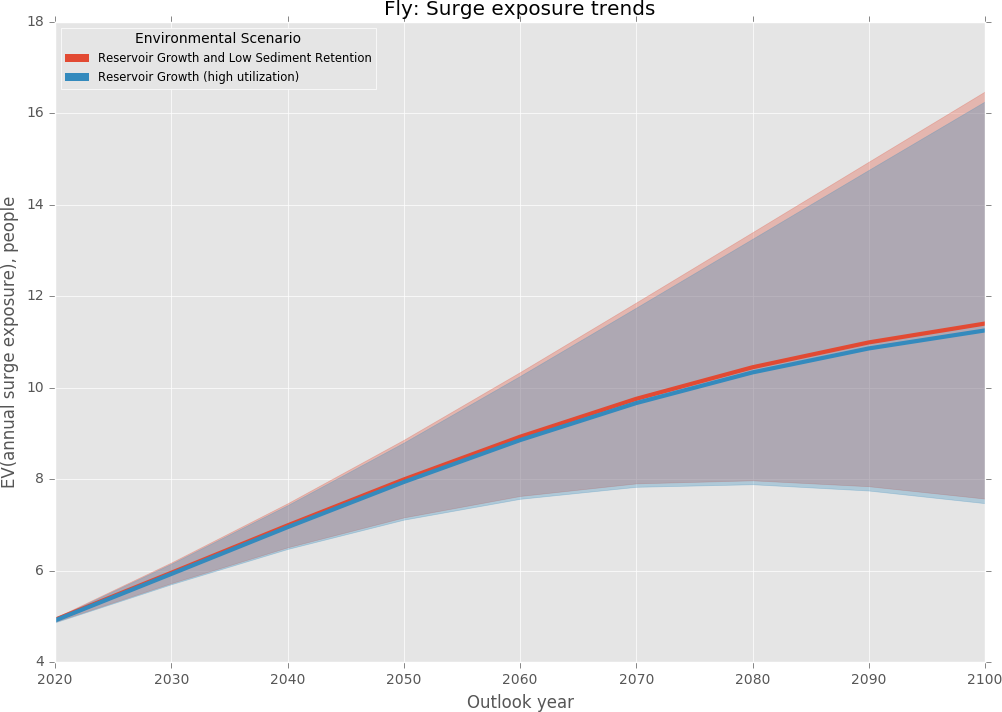 Fly: Surge exposure trends
Environmental Scenario
Reservoir Growth and Low Sediment Retention
Reservoir Growth (high utilization)
EV(annual surge exposure), people
18
16
14
12
10
8
6
4
2020 2030 2040 2050 2060 2070 2080 2090 2100
Outlook year